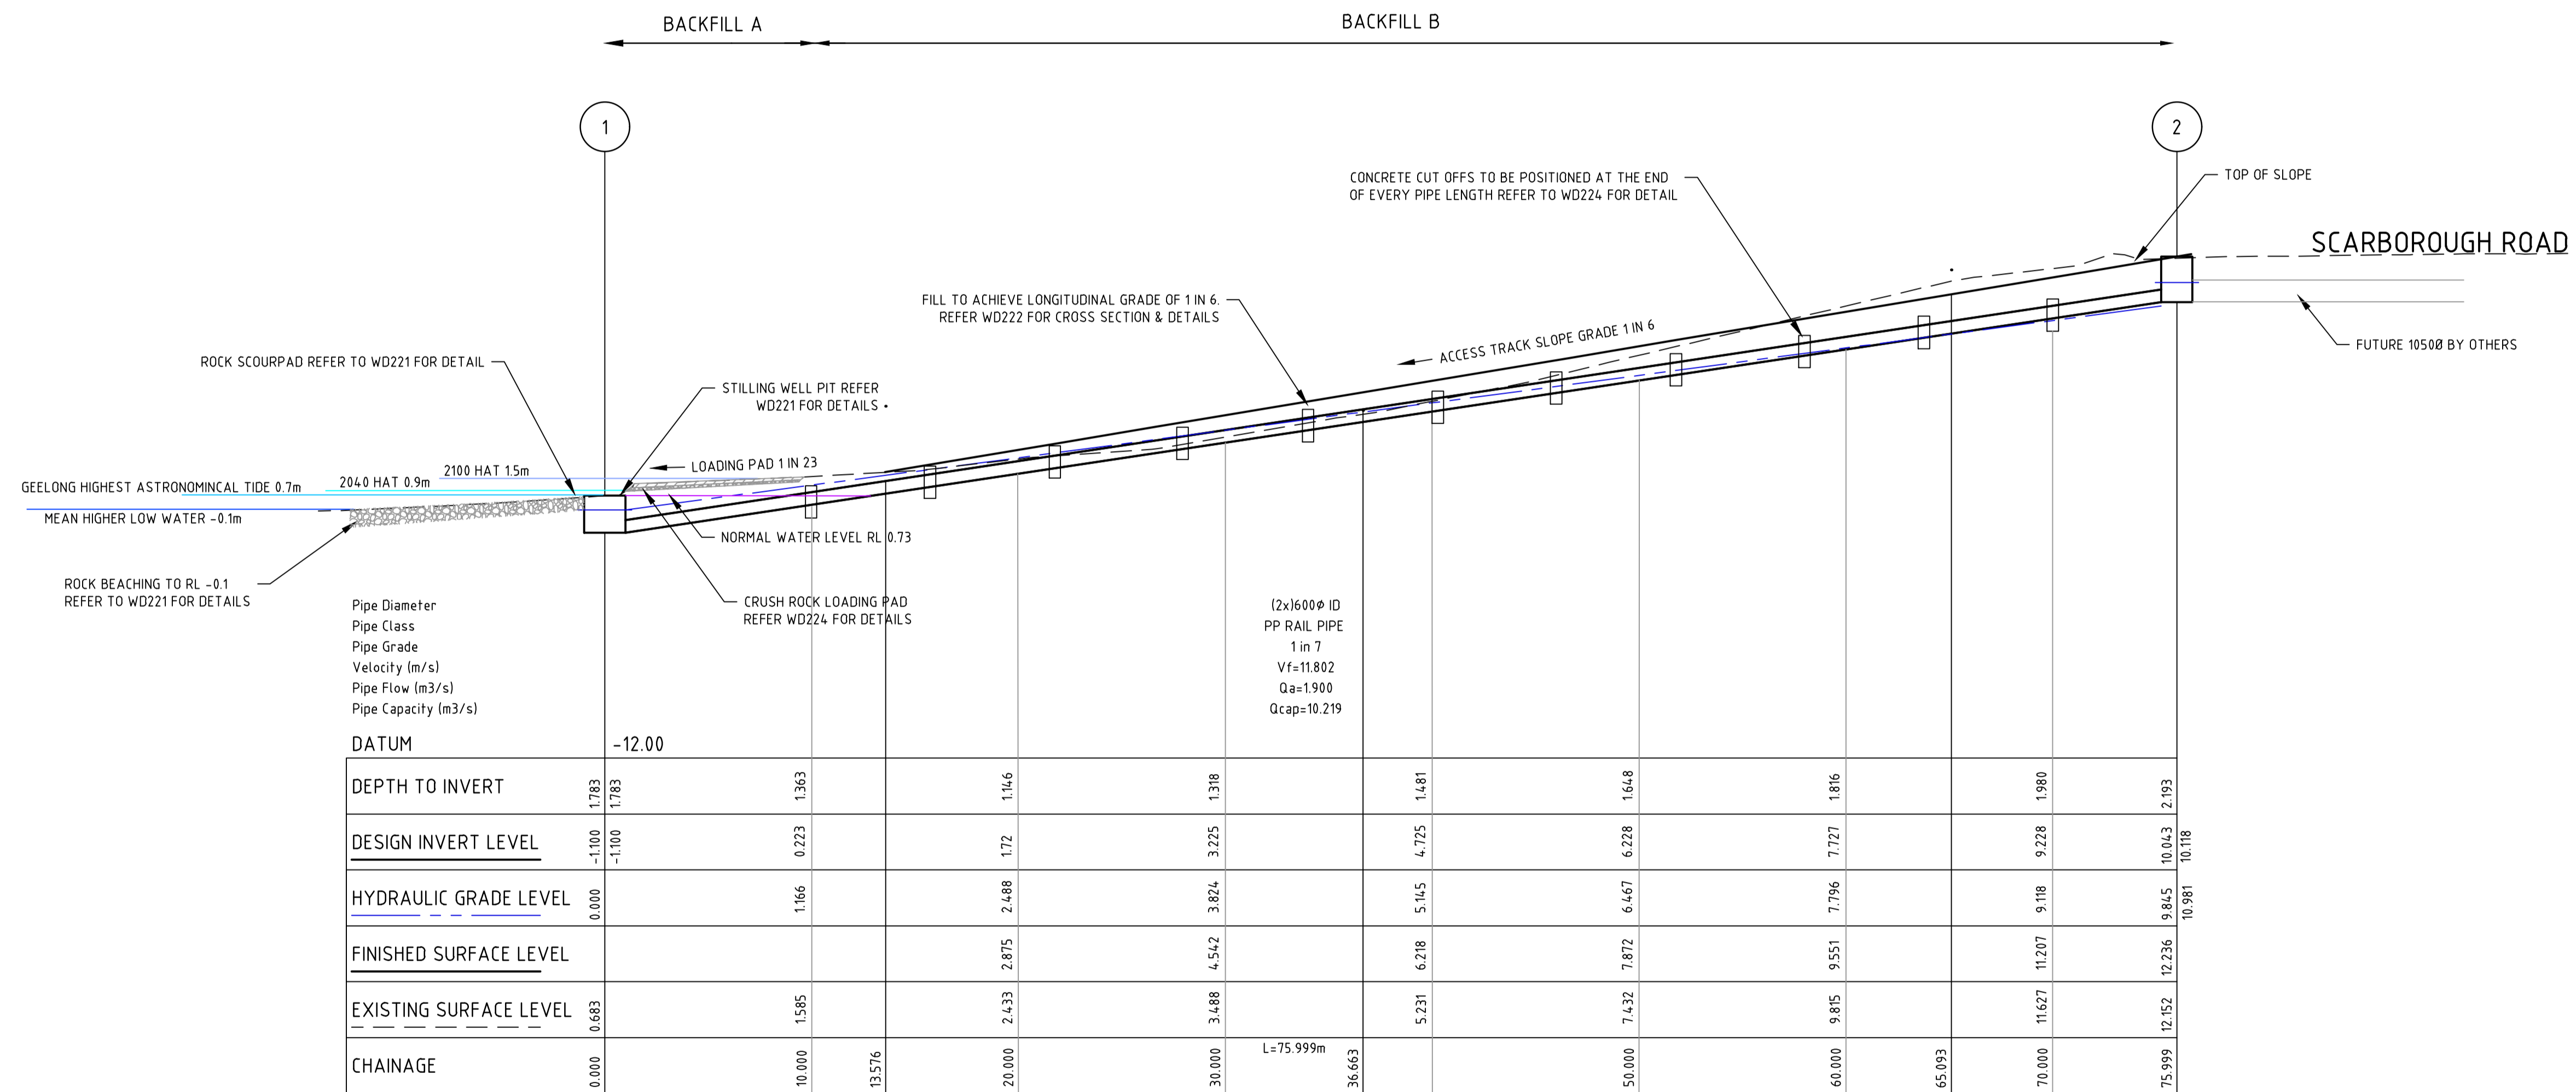 BACKFILL A
BACKFILL B
1
2
CONCRETE CUT OFFS TO BE POSITIONED AT THE END
OF EVERY PIPE LENGTH REFER TO WD224 FOR DETAIL
TOP OF SLOPE
SCARBOROUGH ROAD
FILL TO ACHIEVE LONGITUDINAL GRADE OF 1 IN 6.
REFER WD222 FOR CROSS SECTION & DETAILS
ACCESS TRACK SLOPE GRADE 1 IN 6
FUTURE 1050Ø BY OTHERS
ROCK SCOURPAD REFER TO WD221 FOR DETAIL
STILLING WELL PIT REFER
WD221 FOR DETAILS
LOADING PAD 1 IN 23
2100 HAT 1.5m
2040 HAT 0.9m
GEELONG HIGHEST ASTRONOMINCAL TIDE 0.7m
MEAN HIGHER LOW WATER -0.1m
NORMAL WATER LEVEL RL 0.73
ROCK BEACHING TO RL -0.1
REFER TO WD221 FOR DETAILS
CRUSH ROCK LOADING PAD
REFER WD224 FOR DETAILS
Pipe Diameter (2x)600Ø ID
Pipe Class PP RAIL PIPE
Pipe Grade 1 in 7
Velocity (m/s) Vf=11.802
Pipe Flow (m3/s) Qa=1.900
Pipe Capacity (m3/s) Qcap=10.219
DATUM -12.00
DEPTH TO INVERT 1.783 1.783 1.363 1.146 1.318 1.481 1.648 1.816 1.980 2.193
DESIGN INVERT LEVEL -1.100 -1.100 0.223 1.72 3.225 4.725 6.228 7.727 9.228 10.043 10.118
HYDRAULIC GRADE LEVEL 0.000 1.166 2.488 3.824 5.145 6.467 7.796 9.118 9.845 10.981
FINISHED SURFACE LEVEL 2.875 4.542 6.218 7.872 9.551 11.207 12.236
EXISTING SURFACE LEVEL 0.683 1.585 2.433 3.488 5.231 7.432 9.815 11.627 12.152
L=75.999m
CHAINAGE 0.000 10.000 13.576 20.000 30.000 36.663 50.000 60.000 65.093 70.000 75.999